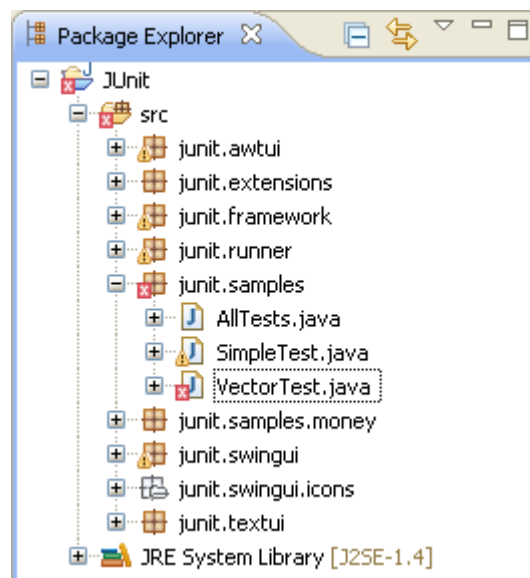 Package Explorer
JUnit
src
junit.awtui
junit.extensions
junit.framework
junit.runner
junit.samples
AllTests.java
SimpleTest.java
VectorTest.java
junit.samples.money
junit.swingui
junit.swingui.icons
junit.textui
JRE System Library [J2SE-1.4]